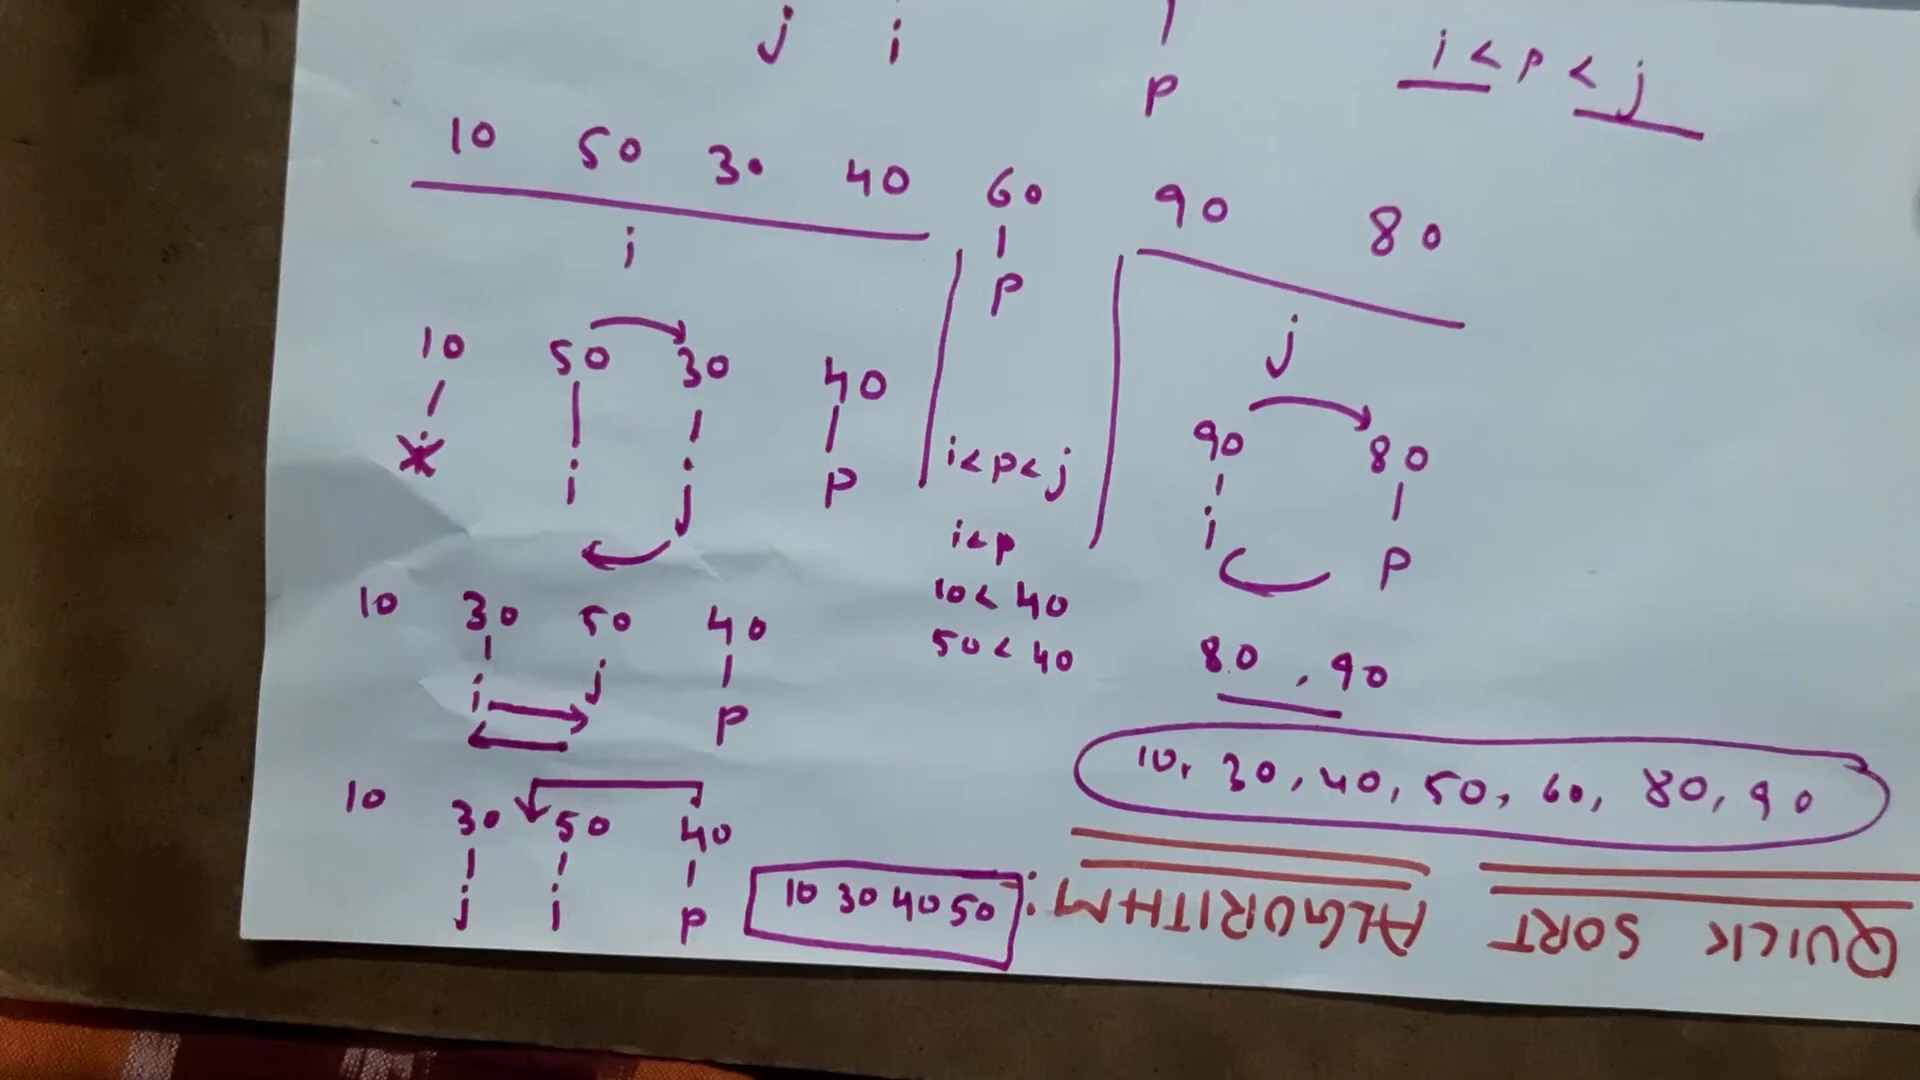 j i
p
i < p < j
10 50 30 40 60 90 80
i
p
j
10 50 30 40
i j p
i<p<j
i<p
10< 40
50< 40
90 80
i p
80 , 90
10 30 50 40
i j p
10 30 50 40
j i p
10 30 40 50
10, 30, 40, 50, 60, 80, 90
QUICK SORT ALGORITHM: